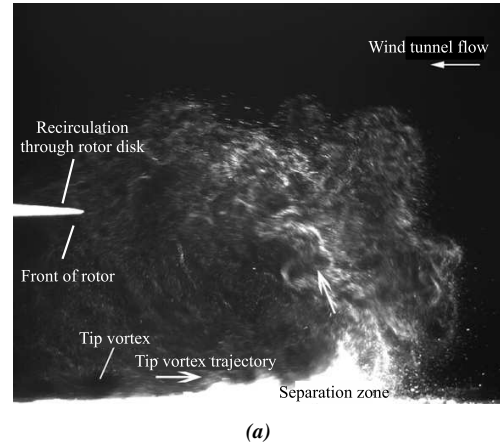 Wind tunnel flow
Recirculation
through rotor disk
Front of rotor
Tip vortex
Tip vortex trajectory
Separation zone
(a)